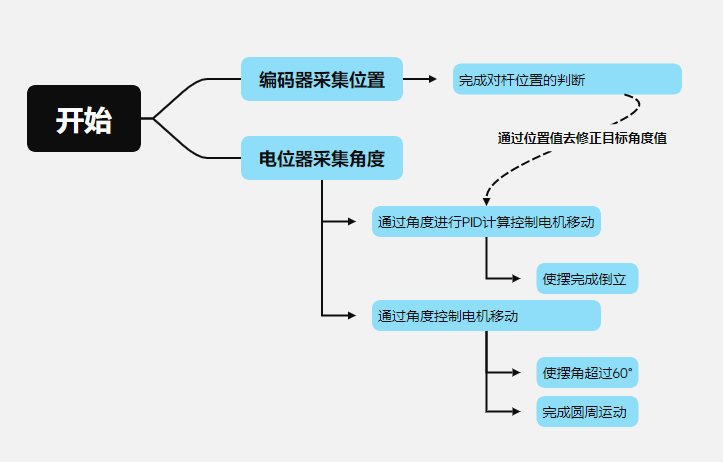 开始
编码器采集位置
完成对杆位置的判断
通过位置值去修正目标角度值
电位器采集角度
通过角度进行PID计算控制电机移动
使摆完成倒立
通过角度控制电机移动
使摆角超过60°
完成圆周运动